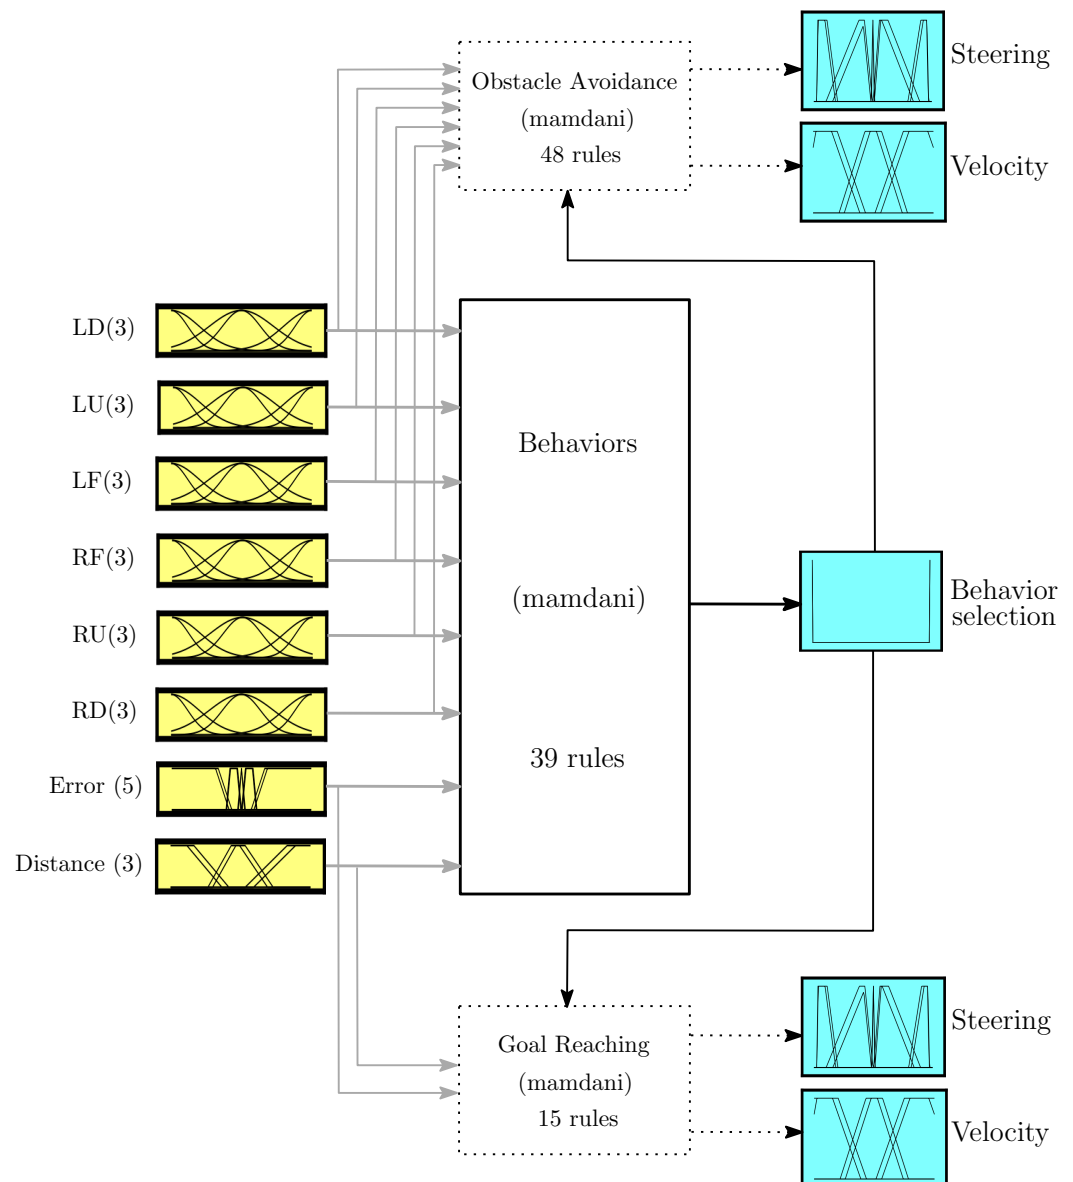 Obstacle Avoidance
(mamdani)
48 rules
Steering
Velocity
LD(3)
LU(3)
LF(3)
RF(3)
RU(3)
RD(3)
Error (5)
Distance (3)
Behaviors
(mamdani)
39 rules
Behavior
selection
Goal Reaching
(mamdani)
15 rules
Steering
Velocity